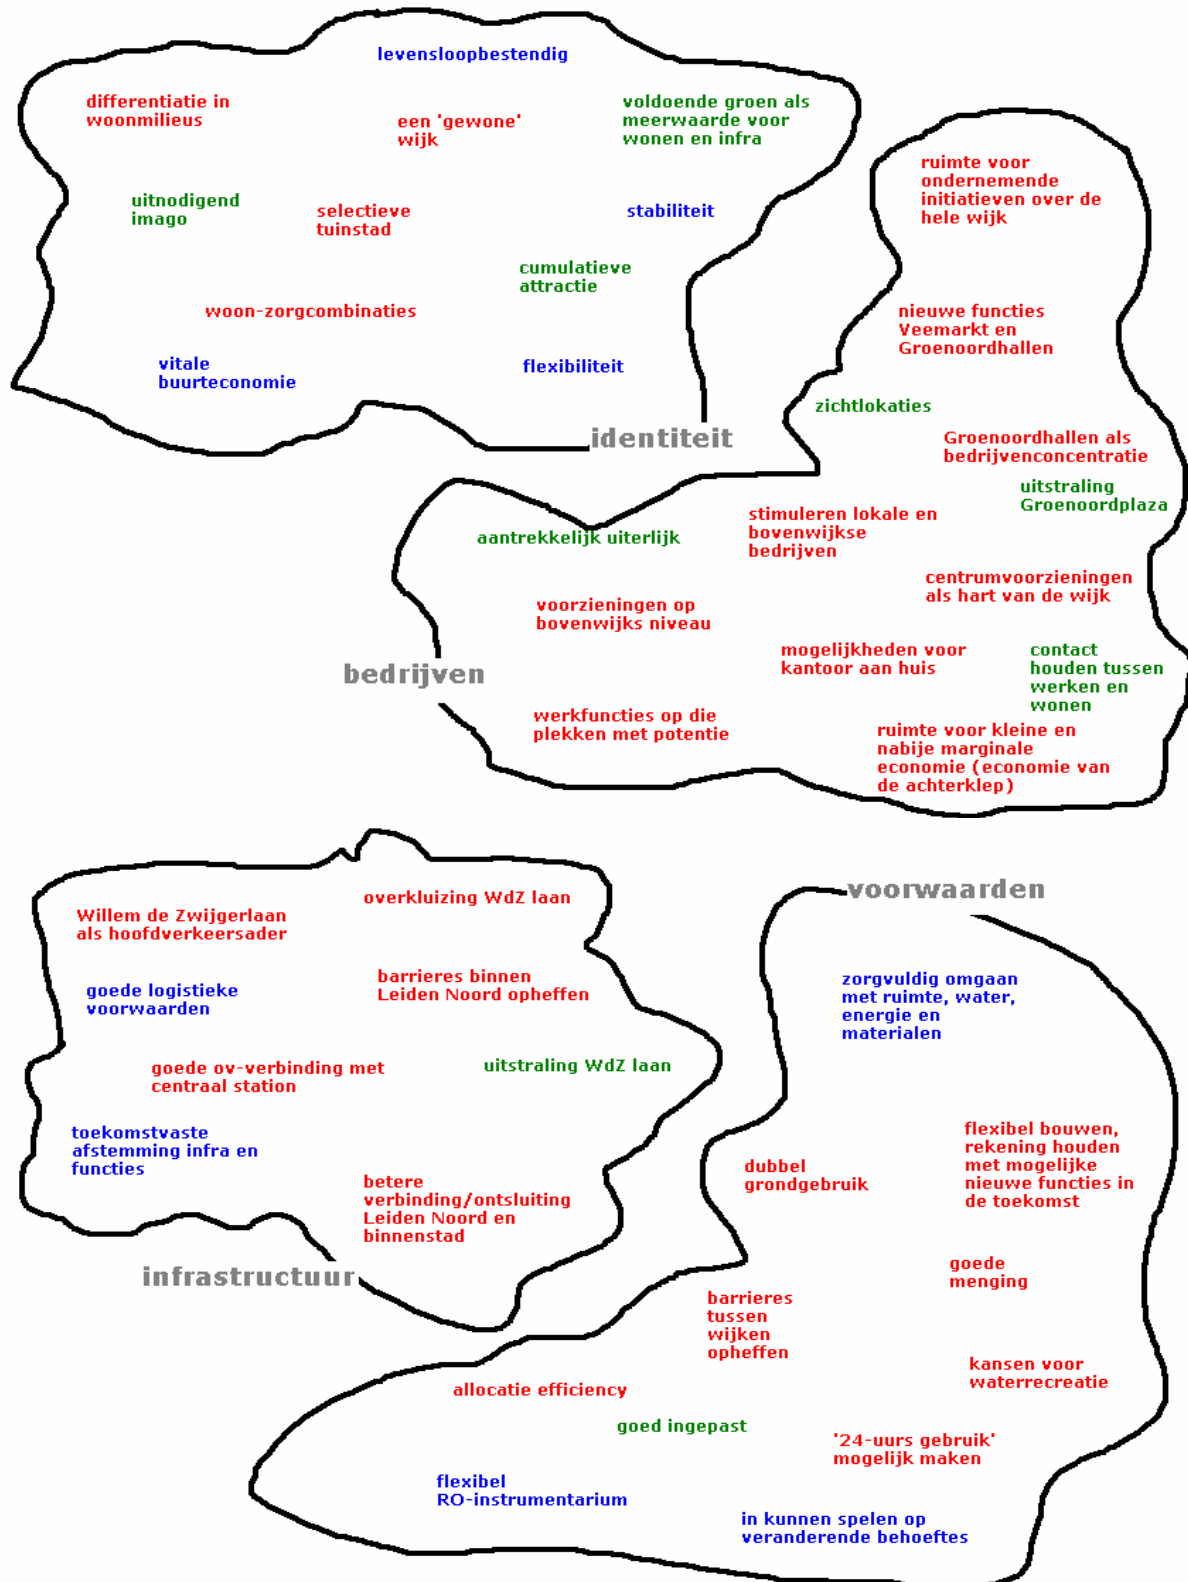 levensloopbestendig
differentiatie in
woonmilieus
een 'gewone'
wijk
voldoende groen als
meerwaarde voor
wonen en infra
uitnodigend
imago
selectieve
tuinstad
stabiliteit
cumulatieve
attractie
woon-zorgcombinaties
vitale
buurteconomie
flexibiliteit
identiteit
ruimte voor
ondernemende
initiatieven over de
hele wijk
nieuwe functies
Veemarkt en
Groenoordhallen
zichtlokaties
Groenoordhallen als
bedrijvenconcentratie
uitstraling
Groenoordplaza
stimuleren lokale en
bovenwijkse
bedrijven
aantrekkelijk uiterlijk
centrumvoorzieningen
als hart van de wijk
voorzieningen op
bovenwijks niveau
mogelijkheden voor
kantoor aan huis
contact
houden tussen
werken en
wonen
bedrijven
werkfuncties op die
plekken met potentie
ruimte voor kleine en
nabije marginale
economie (economie van
de achterklep)
overkluizing WdZ laan
Willem de Zwijgerlaan
als hoofdverkeersader
barrieres binnen
Leiden Noord opheffen
goede logistieke
voorwaarden
goede ov-verbinding met
centraal station
uitstraling WdZ laan
toekomstvaste
afstemming infra en
functies
betere
verbinding/ontsluiting
Leiden Noord en
binnenstad
infrastructuur
voorwaarden
zorgvuldig omgaan
met ruimte, water,
energie en
materialen
flexibel bouwen,
rekening houden
met mogelijke
nieuwe functies in
de toekomst
dubbel
grondgebruik
goede
menging
barrieres
tussen
wijken
opheffen
kansen voor
waterrecreatie
allocatie efficiency
goed ingepast
'24-uurs gebruik'
mogelijk maken
flexibel
RO-instrumentarium
in kunnen spelen op
veranderende behoeftes